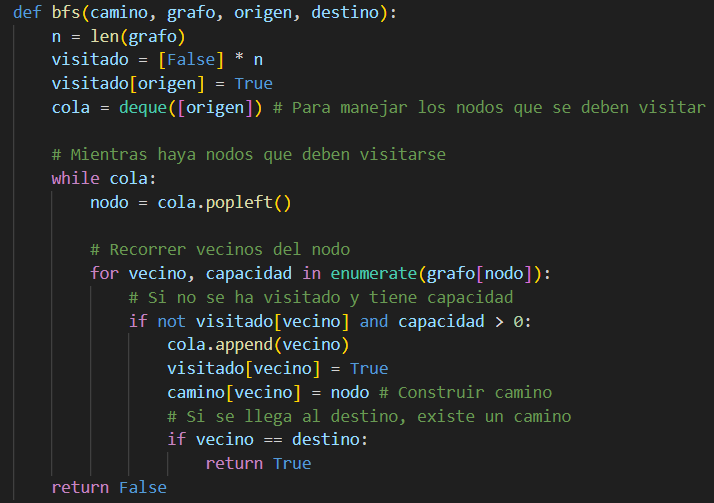 def bfs(camino, grafo, origen, destino):
    n = len(grafo)
    visitado = [False] * n
    visitado[origen] = True
    cola = deque([origen]) # Para manejar los nodos que se deben visitar

    # Mientras haya nodos que deben visitarse
    while cola:
        nodo = cola.popleft()

        # Recorrer vecinos del nodo
        for vecino, capacidad in enumerate(grafo[nodo]):
            # Si no se ha visitado y tiene capacidad
            if not visitado[vecino] and capacidad > 0:
                cola.append(vecino)
                visitado[vecino] = True
                camino[vecino] = nodo # Construir camino
                # Si se llega al destino, existe un camino
                if vecino == destino:
                    return True
    return False